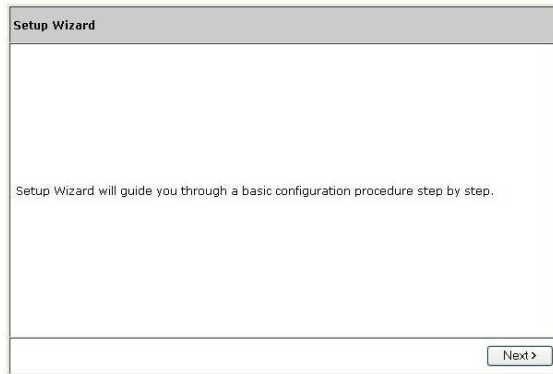 Setup Wizard
Setup Wizard will guide you through a basic configuration procedure step by step.
Next >